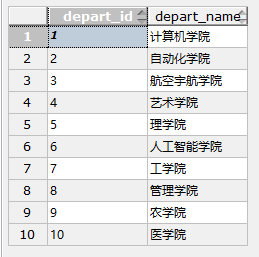 depart_id depart_name
1 1 计算机学院
2 2 自动化学院
3 3 航空宇航学院
4 4 艺术学院
5 5 理学院
6 6 人工智能学院
7 7 工学院
8 8 管理学院
9 9 农学院
10 10 医学院